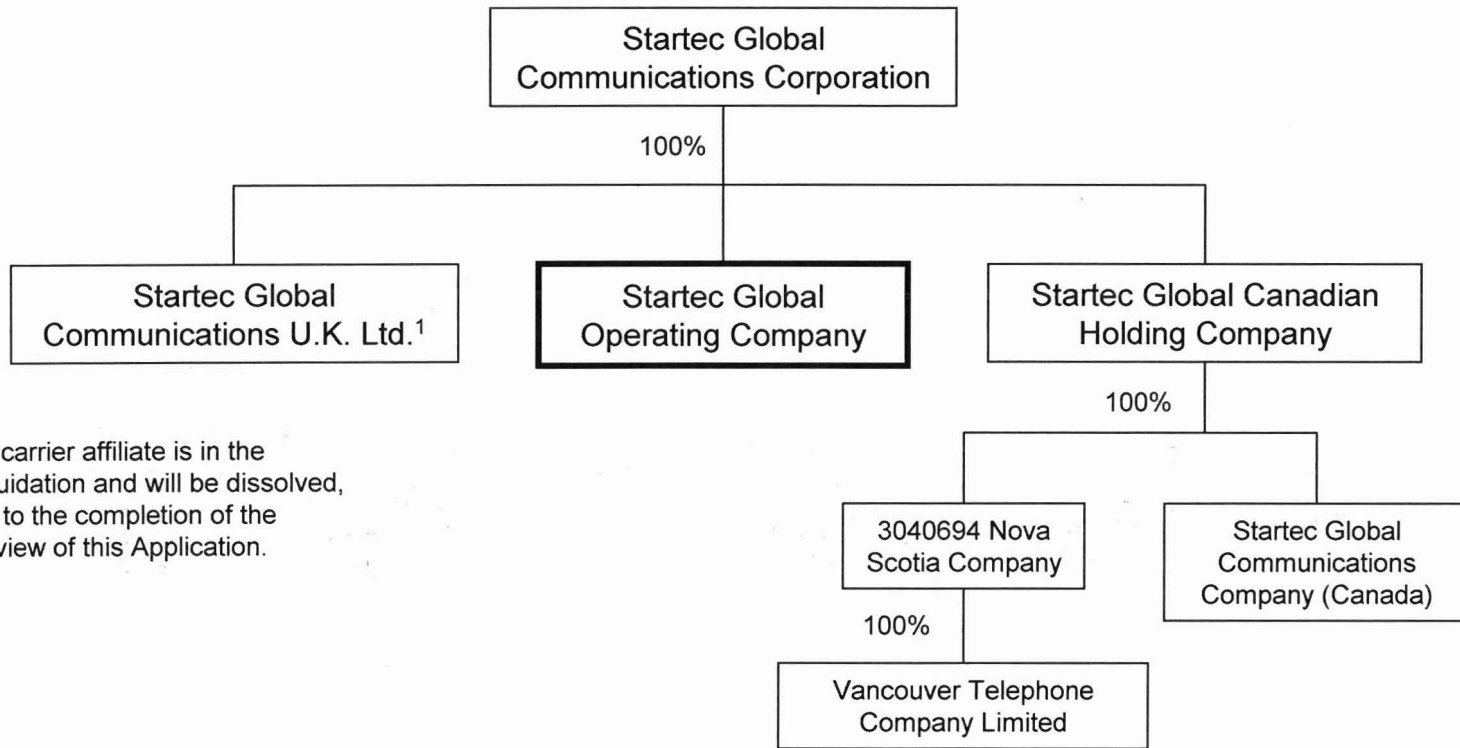 Startec Global
Communications Corporation
100%
Startec Global
Communications U.K. Ltd.¹
Startec Global
Operating Company
Startec Global Canadian
Holding Company
100%
carrier affiliate is in the
uidation and will be dissolved,
to the completion of the
view of this Application.
3040694 Nova
Scotia Company
Startec Global
Communications
Company (Canada)
100%
Vancouver Telephone
Company Limited